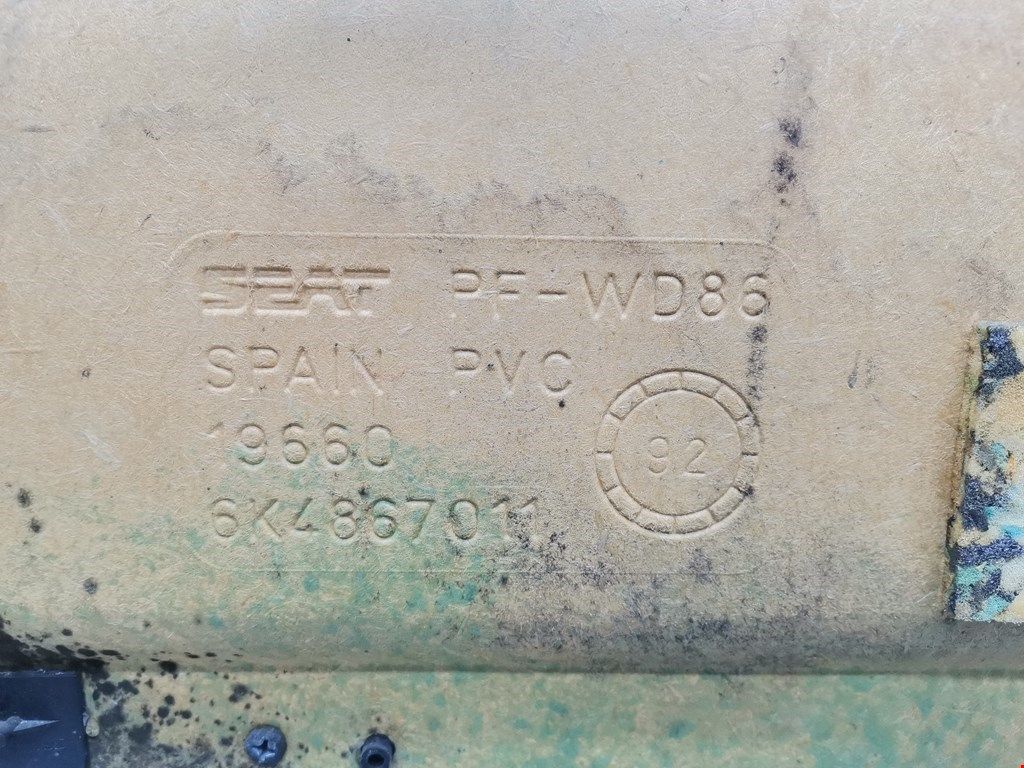 SEAT PF-WD86
SPAIN PVC
19660
92
6K4867011